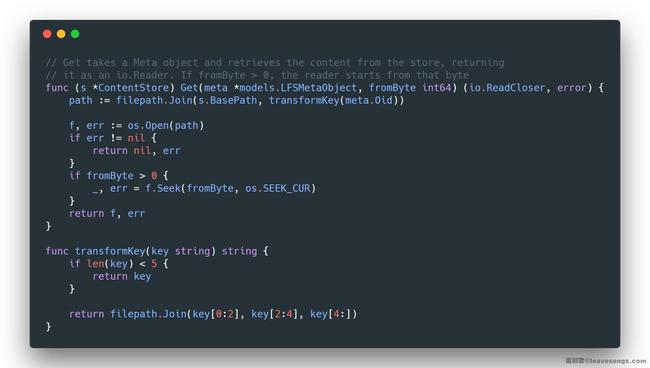 // Get takes a Meta object and retrieves the content from the store, returning
// it as an io.Reader. If fromByte > 0, the reader starts from that byte
func (s *ContentStore) Get(meta *models.LFSMetaObject, fromByte int64) (io.ReadCloser, error) {
    path := filepath.Join(s.BasePath, transformKey(meta.Oid))

    f, err := os.Open(path)
    if err != nil {
        return nil, err
    }
    if fromByte > 0 {
        _, err = f.Seek(fromByte, os.SEEK_CUR)
    }
    return f, err
}

func transformKey(key string) string {
    if len(key) < 5 {
        return key
    }

    return filepath.Join(key[0:2], key[2:4], key[4:])
}
leavesongs.com